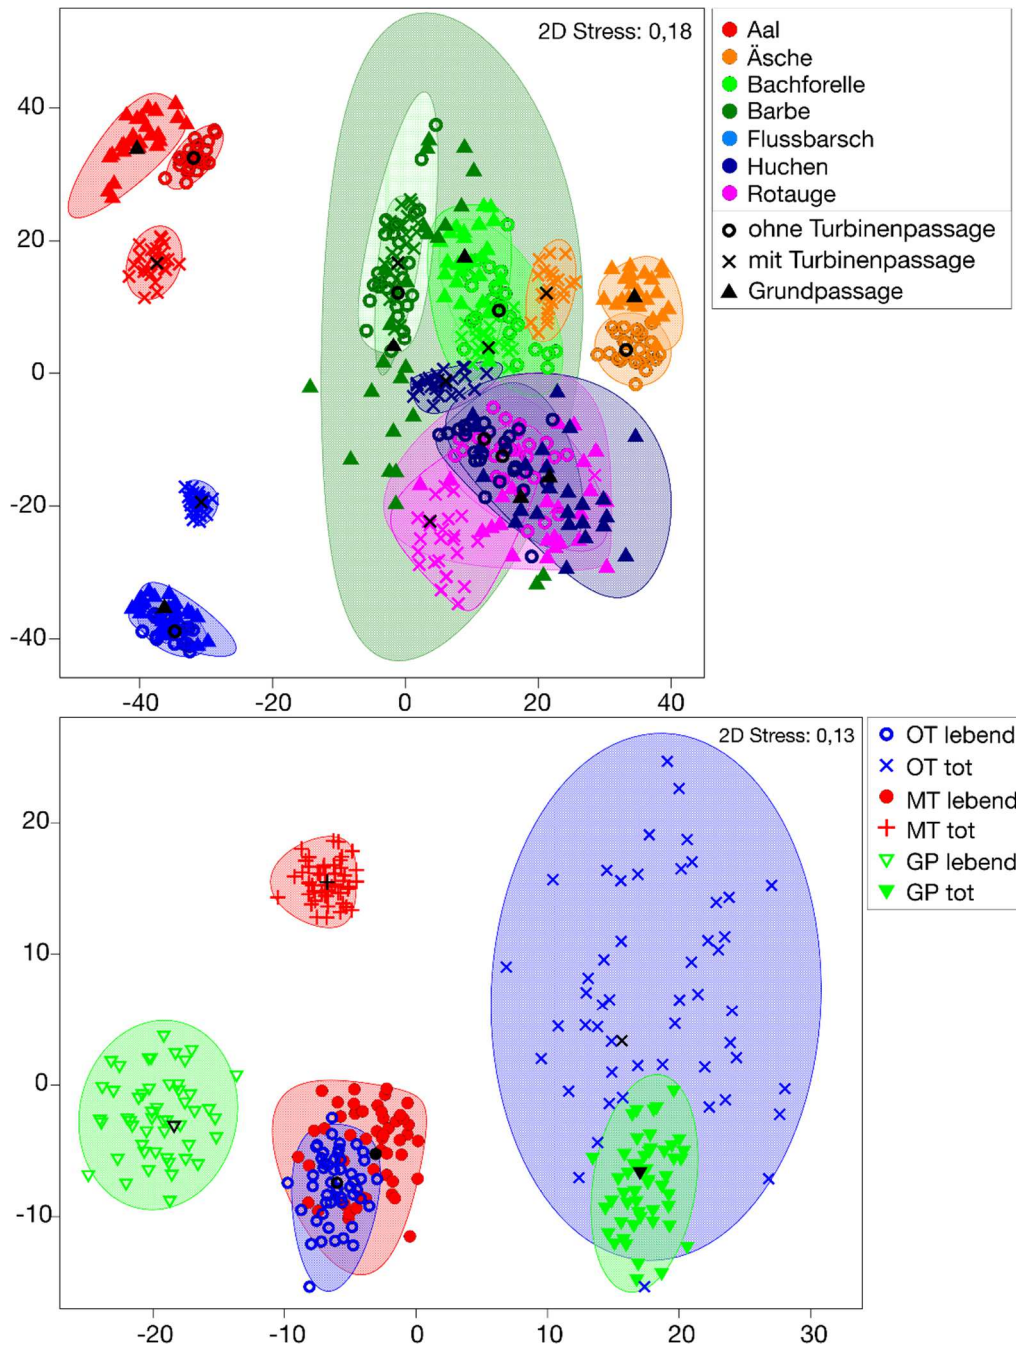 2D Stress: 0,18
Aal
Äsche
Bachforelle
Barbe
Flussbarsch
Huchen
Rotauge
ohne Turbinenpassage
mit Turbinenpassage
Grundpassage
40
20
0
-20
-40
-40 -20 0 20 40
2D Stress: 0,13
OT lebend
OT tot
MT lebend
MT tot
GP lebend
GP tot
20
10
0
-10
-20 -10 0 10 20 30